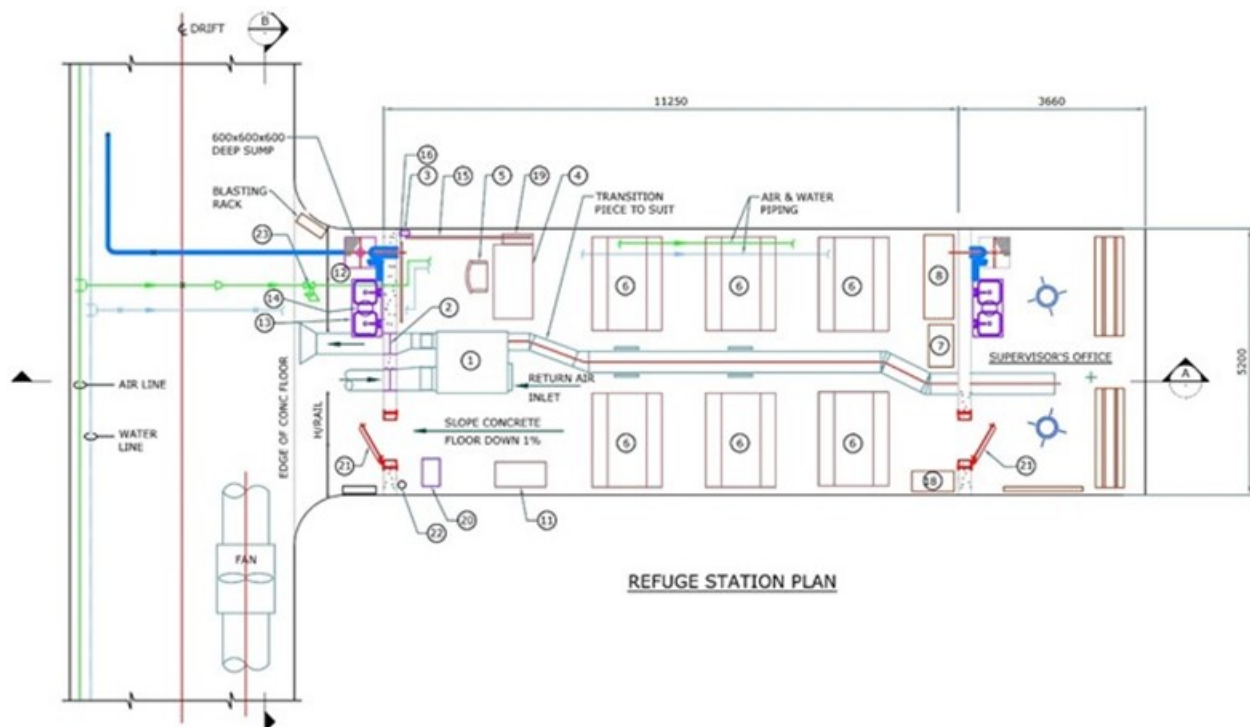 B
℄ DRIFT
11250
3660
600x600x600
DEEP SUMP
16
3
15
5
19
4
BLASTING
RACK
TRANSITION
PIECE TO SUIT
AIR & WATER
PIPING
23
12
14
13
2
6
6
6
8
7
1
SUPERVISOR'S OFFICE
A
5200
RETURN AIR
INLET
AIR LINE
WATER
LINE
EDGE OF CONC FLOOR
H/RAIL
SLOPE CONCRETE
FLOOR DOWN 1%
6
6
6
21
21
18
20
11
22
FAN
REFUGE STATION PLAN